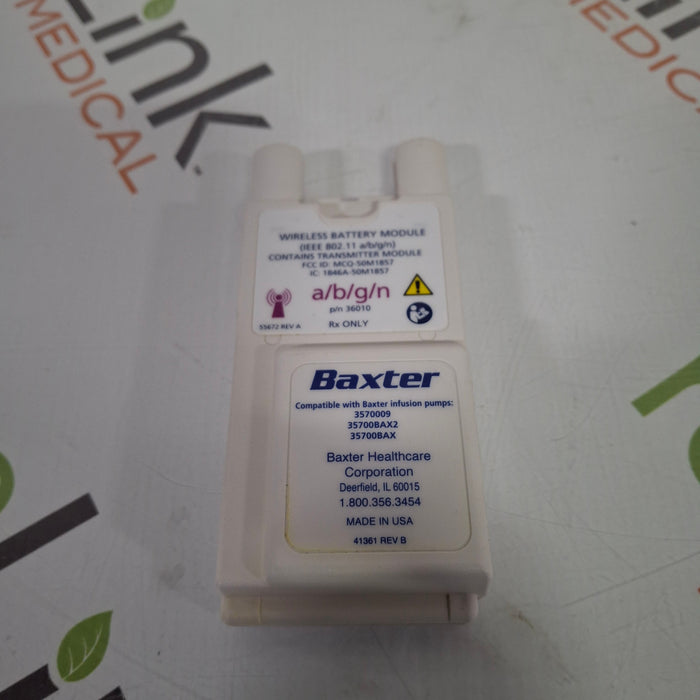 Link
MEDICAL
WIRELESS BATTERY MODULE
(IEEE 802.11 a/b/g/n)
CONTAINS TRANSMITTER MODULE
FCC ID: MCQ-50M1857
IC: 1846A-50M1857
a/b/g/n
p/n 36010
55672 REV A
Rx ONLY
Baxter
Compatible with Baxter infusion pumps:
3570009
35700BAX2
35700BAX
Baxter Healthcare
Corporation
Deerfield, IL 60015
1.800.356.3454
MADE IN USA
41361 REV B